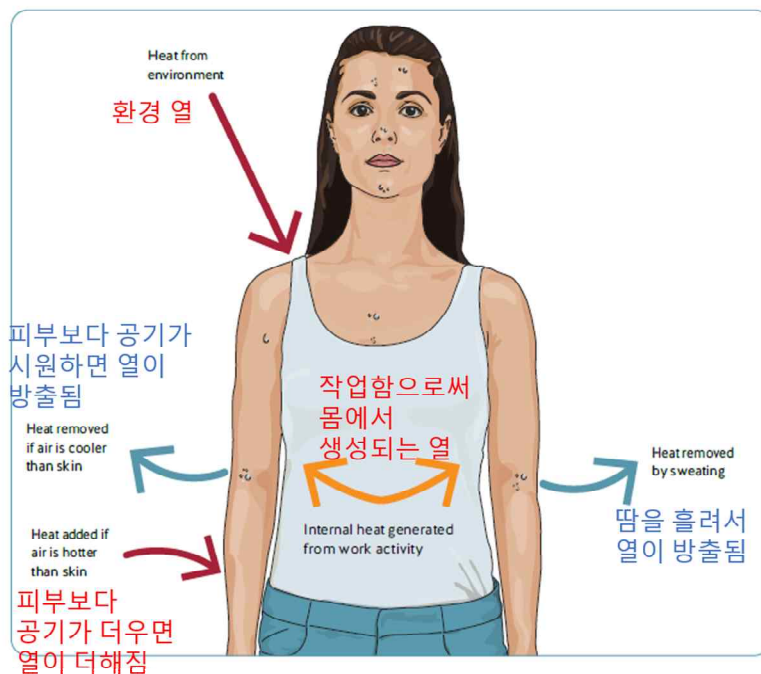 Heat from
environment
환경 열
피부보다 공기가
시원하면 열이
방출됨
Heat removed
if air is cooler
than skin
작업함으로써
몸에서
생성되는 열
Internal heat generated
from work activity
Heat removed
by sweating
땀을 흘려서
열이 방출됨
Heat added if
air is hotter
than skin
피부보다
공기가 더우면
열이 더해짐